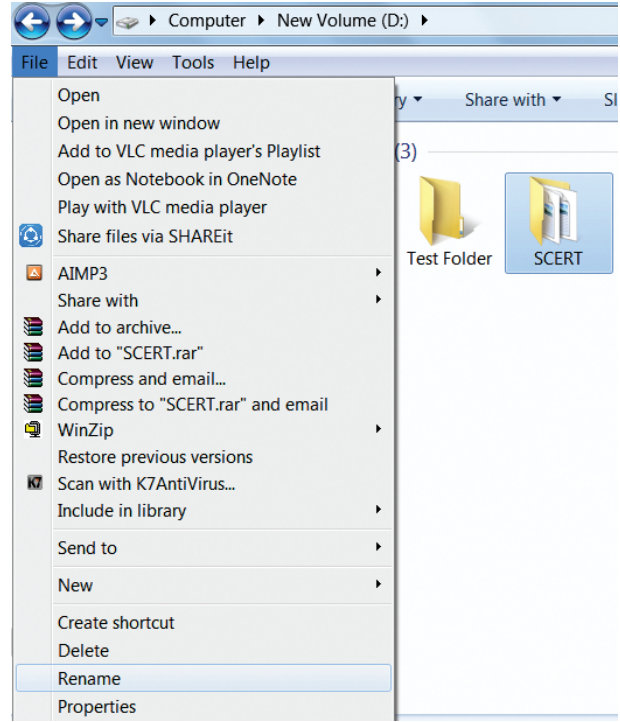 Computer New Volume (D:)
File Edit View Tools Help
ry Share with Sl
Open
Open in new window
Add to VLC media player's Playlist
Open as Notebook in OneNote
Play with VLC media player
Share files via SHAREit
AIMP3
Share with
Add to archive...
Add to "SCERT.rar"
Compress and email...
Compress to "SCERT.rar" and email
WinZip
Restore previous versions
K7 Scan with K7AntiVirus...
Include in library
Send to
New
Create shortcut
Delete
Rename
Properties
(3)
Test Folder SCERT